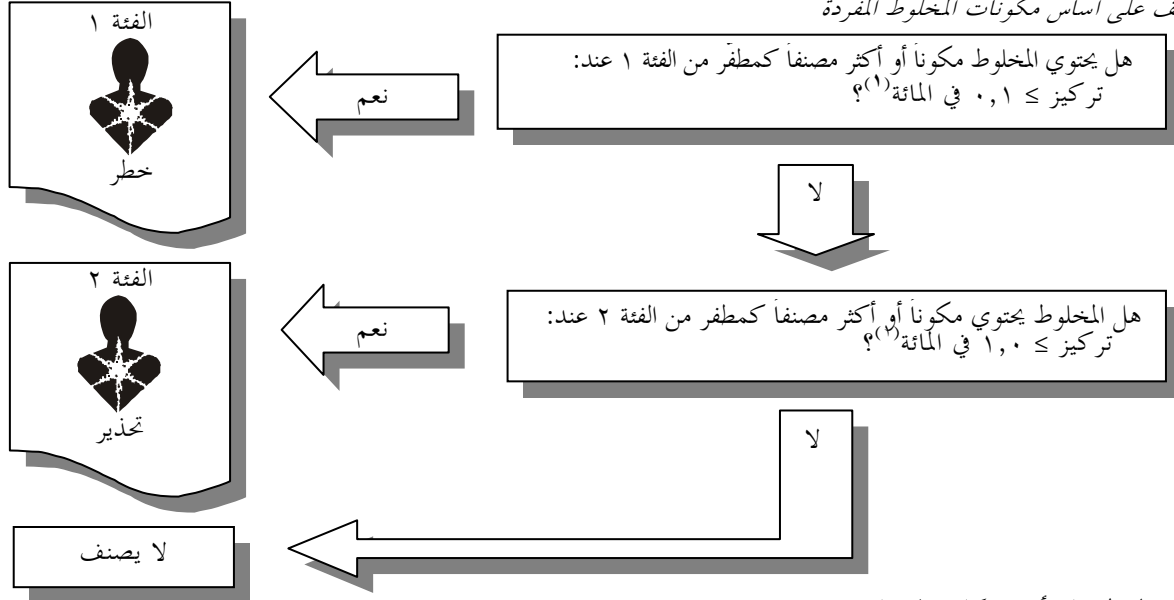 على أساس مكونات المخلوط المفردة
هل يحتوي المخلوط مكوناً أو أكثر مصنفاً كمطفّر من الفئة ١ عند:
تركيز ≥ ٠,١ في المائة(١)؟
نعم
الفئة ١
خطر
لا
هل المخلوط يحتوي مكوناً أو أكثر مصنفاً كمطفر من الفئة ٢ عند:
تركيز ≥ ١,٠ في المائة(١)؟
نعم
الفئة ٢
تحذير
لا
لا يصنف